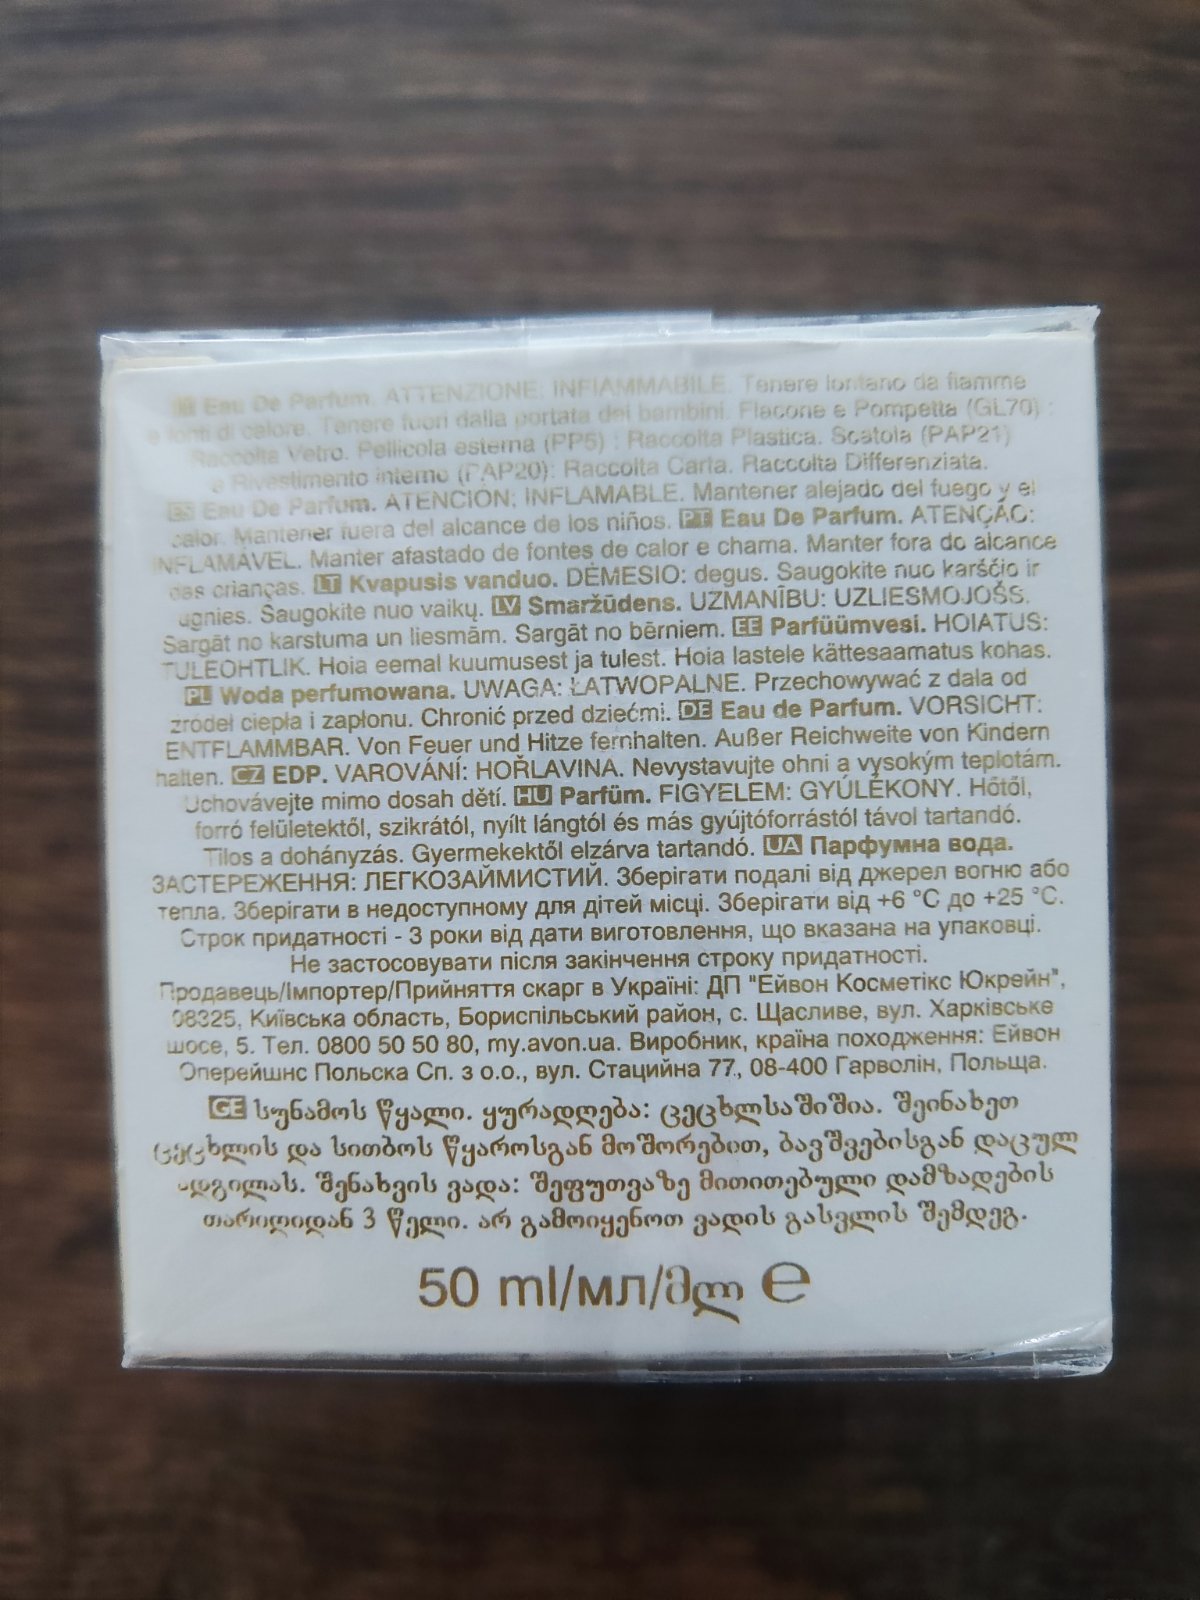 IT Eau De Parfum. ATTENZIONE: INFIAMMABILE. Tenere lontano da fiamme
e fonti di calore. Tenere fuori dalla portata dei bambini. Flacone e Pompetta (GL70) :
Raccolta Vetro. Pellicola esterna (PP5) : Raccolta Plastica. Scatola (PAP21)
e Rivestimento interno (PAP20): Raccolta Carta. Raccolta Differenziata.
ES Eau De Parfum. ATENCIÓN: INFLAMABLE. Mantener alejado del fuego y el
calor. Mantener fuera del alcance de los niños. PT Eau De Parfum. ATENÇÃO:
INFLAMÁVEL. Manter afastado de fontes de calor e chama. Manter fora do alcance
das crianças. LT Kvapusis vanduo. DĖMESIO: degus. Saugokite nuo karščio ir
ugnies. Saugokite nuo vaikų. LV Smaržūdens. UZMANĪBU: UZLIESMOJOŠS.
Sargāt no karstuma un liesmām. Sargāt no bērniem. EE Parfüümvesi. HOIATUS:
TULEOHTLIK. Hoia eemal kuumusest ja tulest. Hoia lastele kättesaamatus kohas.
PL Woda perfumowana. UWAGA: ŁATWOPALNE. Przechowywać z dala od
źródeł ciepła i zapłonu. Chronić przed dziećmi. DE Eau de Parfum. VORSICHT:
ENTFLAMMBAR. Von Feuer und Hitze fernhalten. Außer Reichweite von Kindern
halten. CZ EDP. VAROVÁNÍ: HOŘLAVINA. Nevystavujte ohni a vysokým teplotám.
Uchovávejte mimo dosah dětí. HU Parfüm. FIGYELEM: GYÚLÉKONY. Hőtől,
forró felületektől, szikrától, nyílt lángtól és más gyújtóforrástól távol tartandó.
Tilos a dohányzás. Gyermekektől elzárva tartandó. UA Парфумна вода.
ЗАСТЕРЕЖЕННЯ: ЛЕГКОЗАЙМИСТИЙ. Зберігати подалі від джерел вогню або
тепла. Зберігати в недоступному для дітей місці. Зберігати від +6 °C до +25 °C.
Строк придатності - 3 роки від дати виготовлення, що вказана на упаковці.
Не застосовувати після закінчення строку придатності.
Продавець/Імпортер/Прийняття скарг в Україні: ДП "Ейвон Косметікс Юкрейн",
08325, Київська область, Бориспільський район, с. Щасливе, вул. Харківське
шосе, 5. Тел. 0800 50 50 80, my.avon.ua. Виробник, країна походження: Ейвон
Оперейшнс Польска Сп. з о.о., вул. Стацийна 77, 08-400 Гарволін, Польща.
GE სუნამოს წყალი. ყურადღება: ცეცხლსაშიშია. შეინახეთ
ცეცხლის და სითბოს წყაროსგან მოშორებით, ბავშვებისგან დაცულ
ადგილას. შენახვის ვადა: შეფუთვაზე მითითებული დამზადების
თარიღიდან 3 წელი. არ გამოიყენოთ ვადის გასვლის შემდეგ.
50 ml/мл/მლ ℮